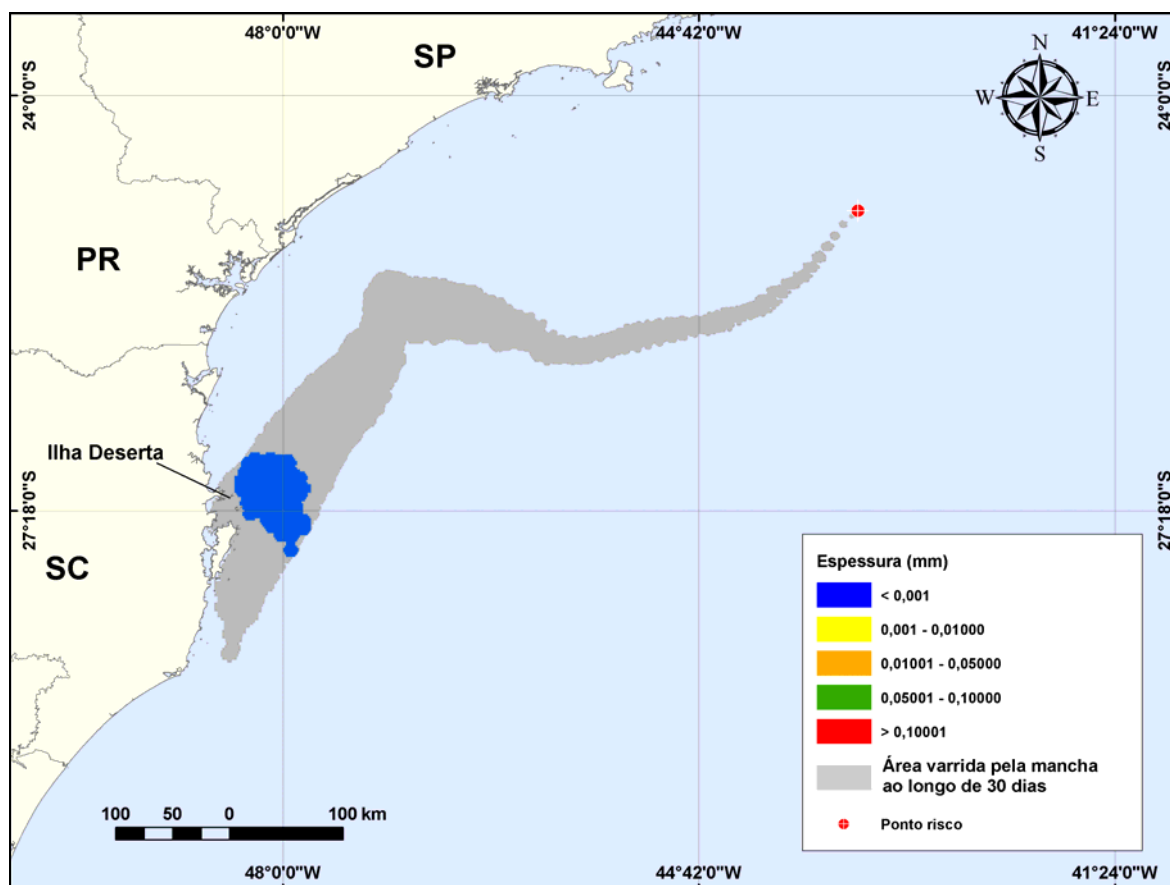 48°0'0"W
44°42'0"W
41°24'0"W
SP
N
W
E
S
24°0'0"S
24°0'0"S
PR
Ilha Deserta
27°18'0"S
27°18'0"S
SC
Espessura (mm)
< 0,001
0,001 - 0,01000
0,01001 - 0,05000
0,05001 - 0,10000
> 0,10001
Área varrida pela mancha
ao longo de 30 dias
Ponto risco
100 50 0 100 km
48°0'0"W
44°42'0"W
41°24'0"W